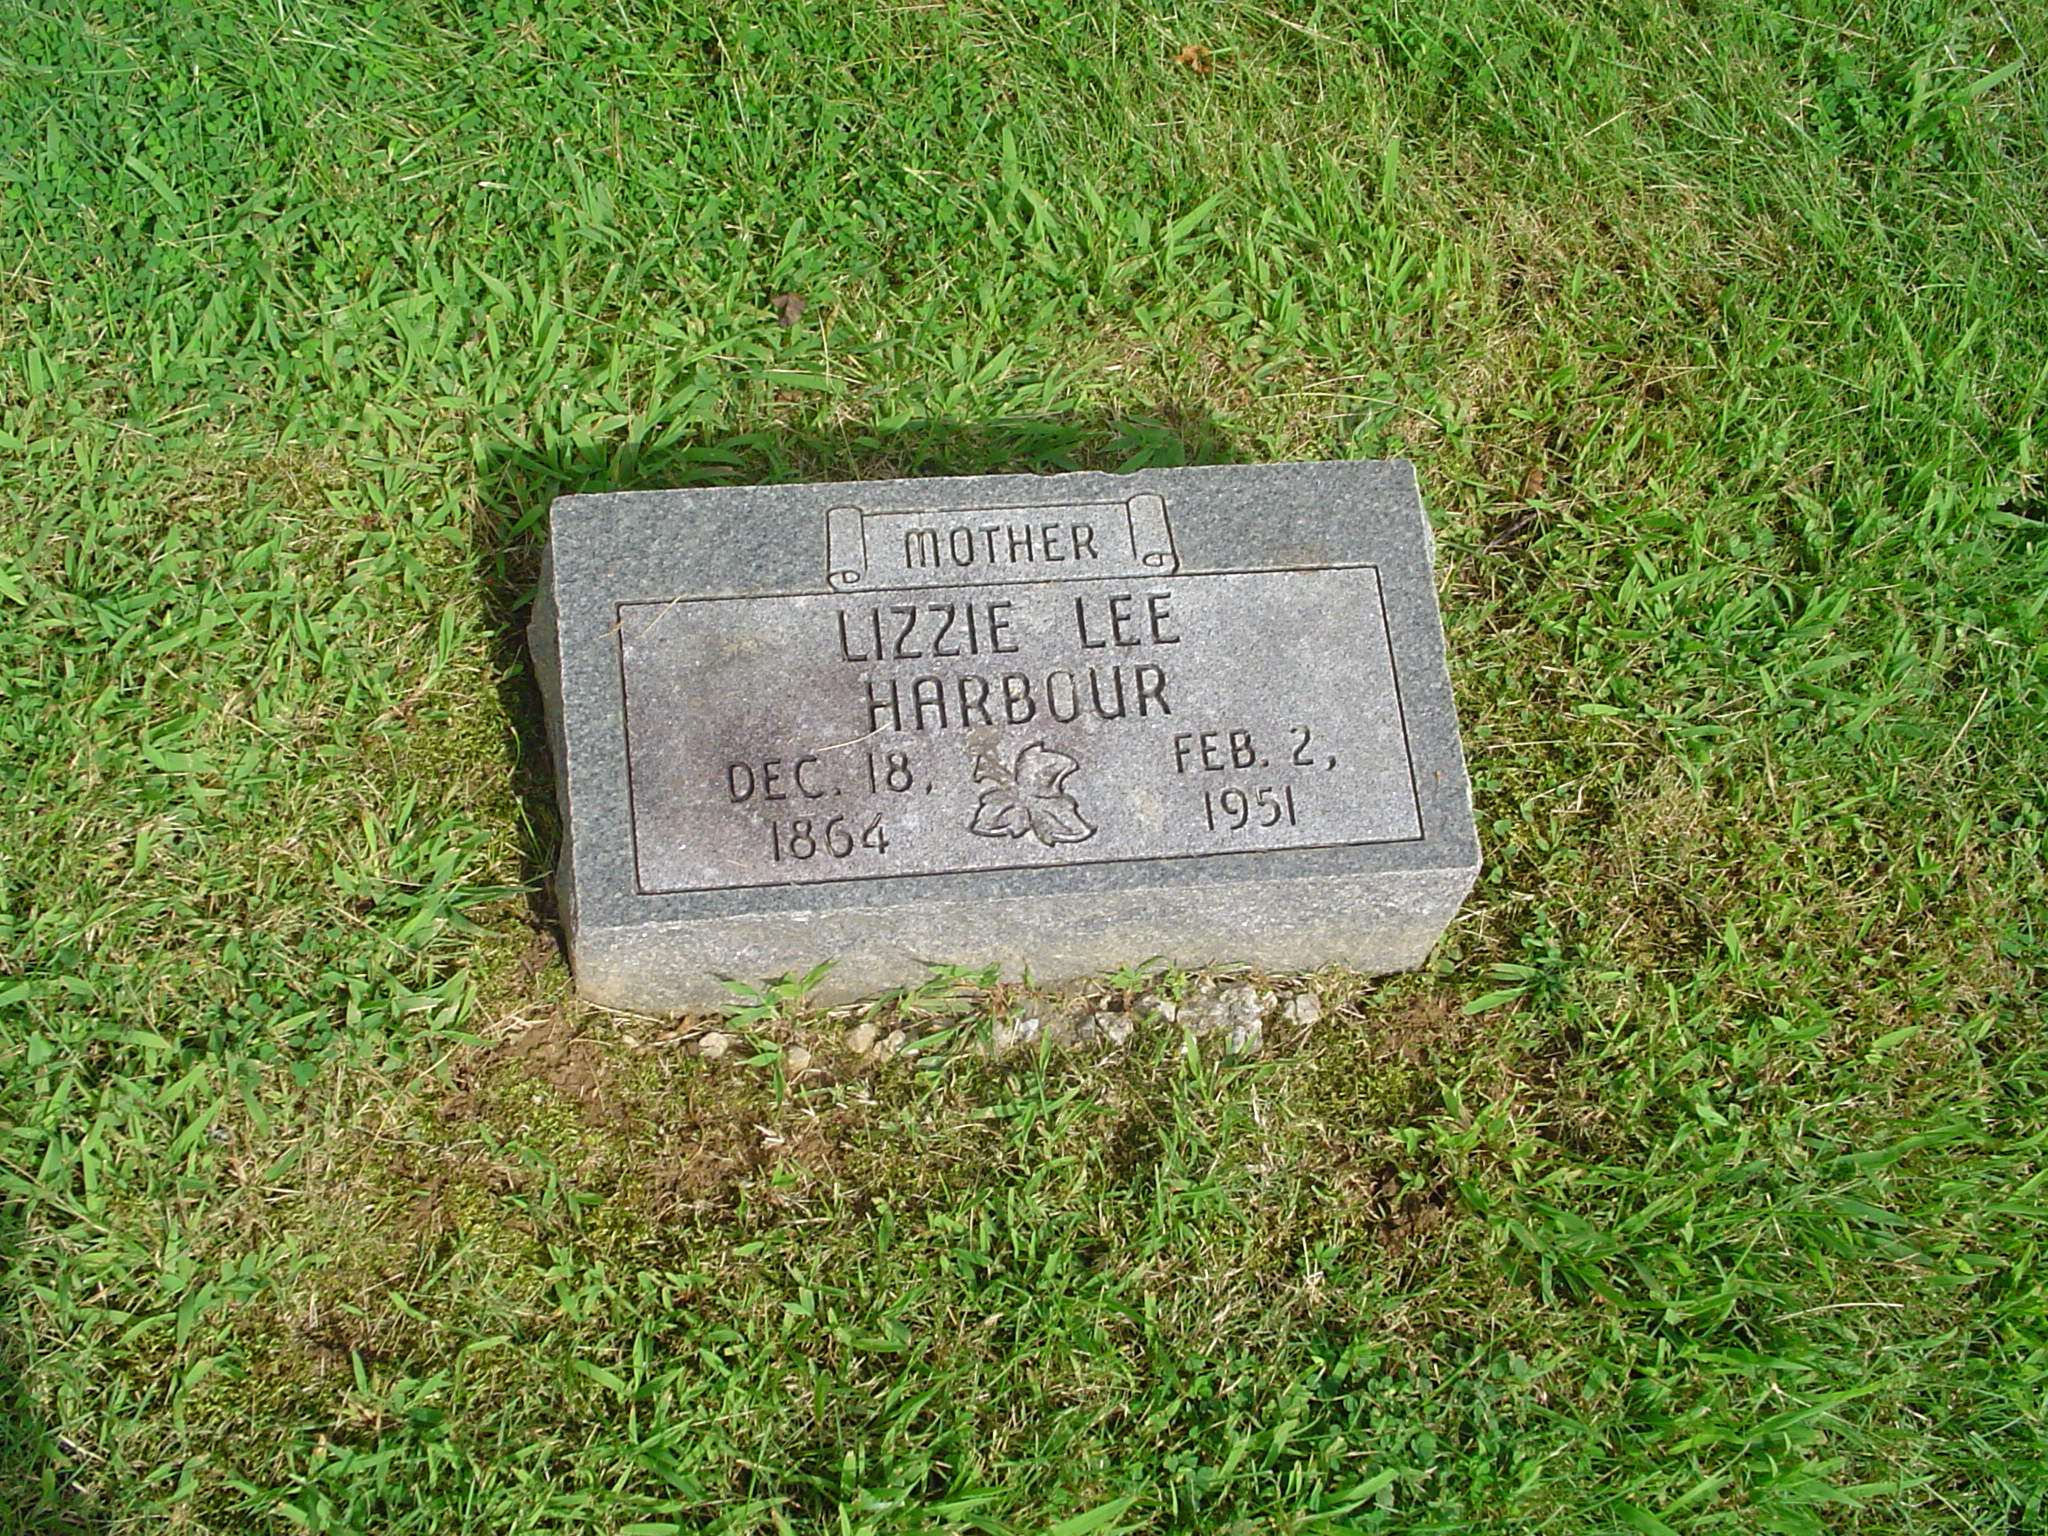 MOTHER
LIZZIE LEE
HARBOUR
DEC. 18, FEB. 2,
1864 1951